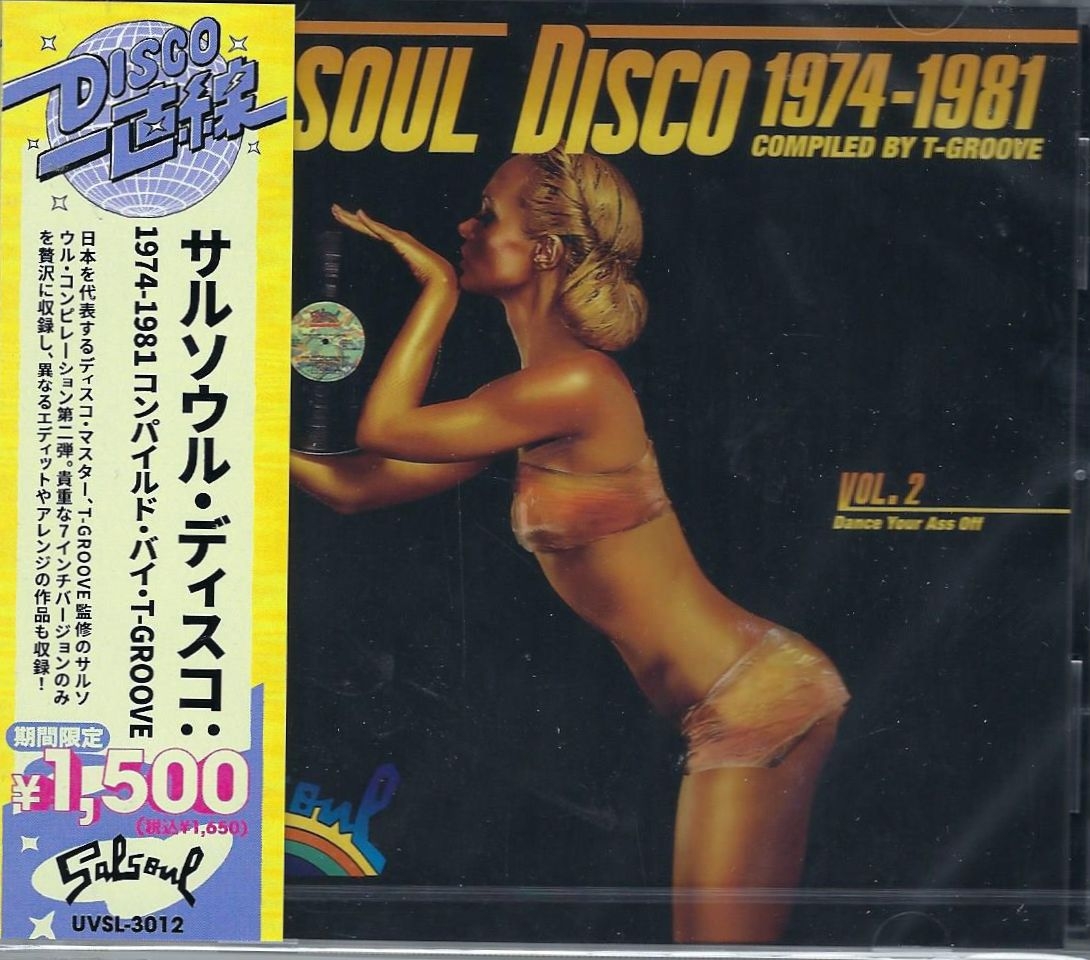 DISCO
一直線
サルソウル・ディスコ:
1974-1981 コンパイルド・バイ・T-GROOVE
日本を代表するディスコ・マスター、T-GROOVE 監修のサルソ
ウル・コンピレーション第二弾。貴重な7インチバージョンのみ
を贅沢に収録し、異なるエディットやアレンジの作品も収録!
期間限定
¥1,500
(税込¥1,650)
Salsoul
UVSL-3012
SOUL DISCO 1974-1981
COMPILED BY T-GROOVE
VOL. 2
Dance Your Ass Off
oul